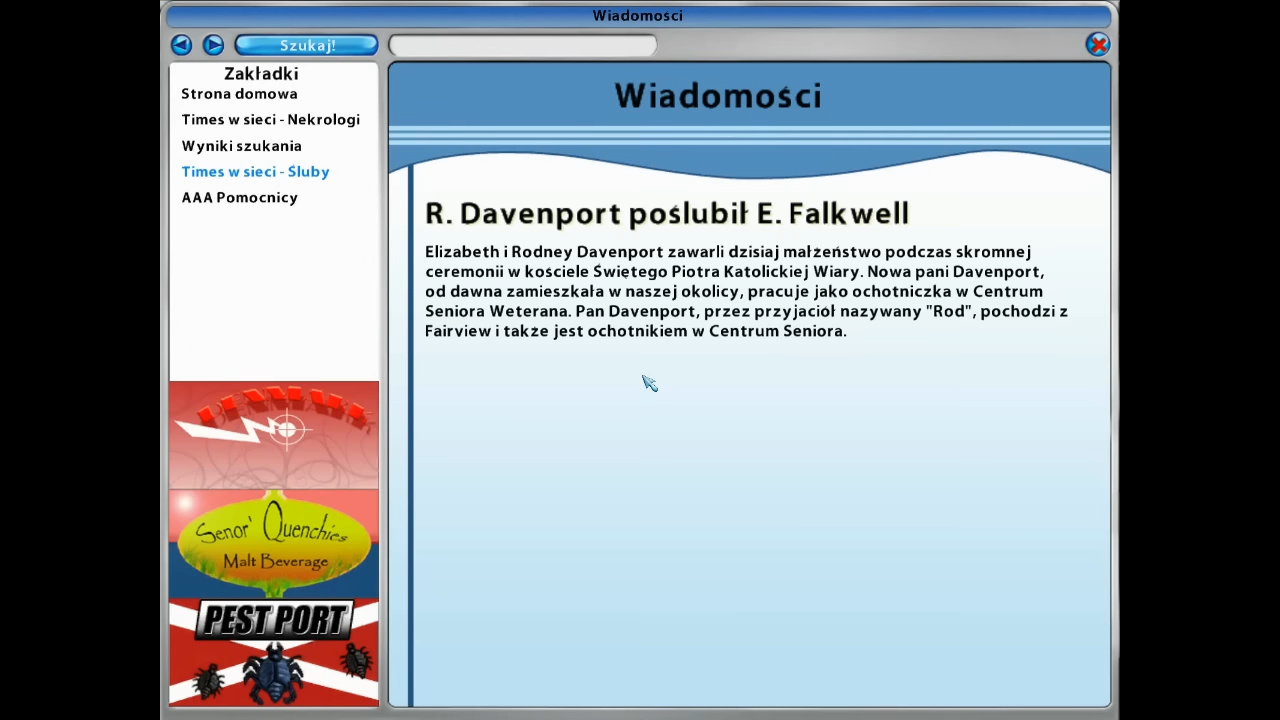 Wiadomosci
Szukaj!
Zakładki
Strona domowa
Times w sieci - Nekrologi
Wyniki szukania
Times w sieci - Śluby
AAA Pomocnicy
Senor' Quenchies
Malt Beverage
PEST PORT
Wiadomości
R. Davenport poślubił E. Falkwell
Elizabeth i Rodney Davenport zawarli dzisiaj małżeństwo podczas skromnej
ceremonii w kosciele Świętego Piotra Katolickiej Wiary. Nowa pani Davenport,
od dawna zamieszkała w naszej okolicy, pracuje jako ochotniczka w Centrum
Seniora Weterana. Pan Davenport, przez przyjaciół nazywany "Rod", pochodzi z
Fairview i także jest ochotnikiem w Centrum Seniora.